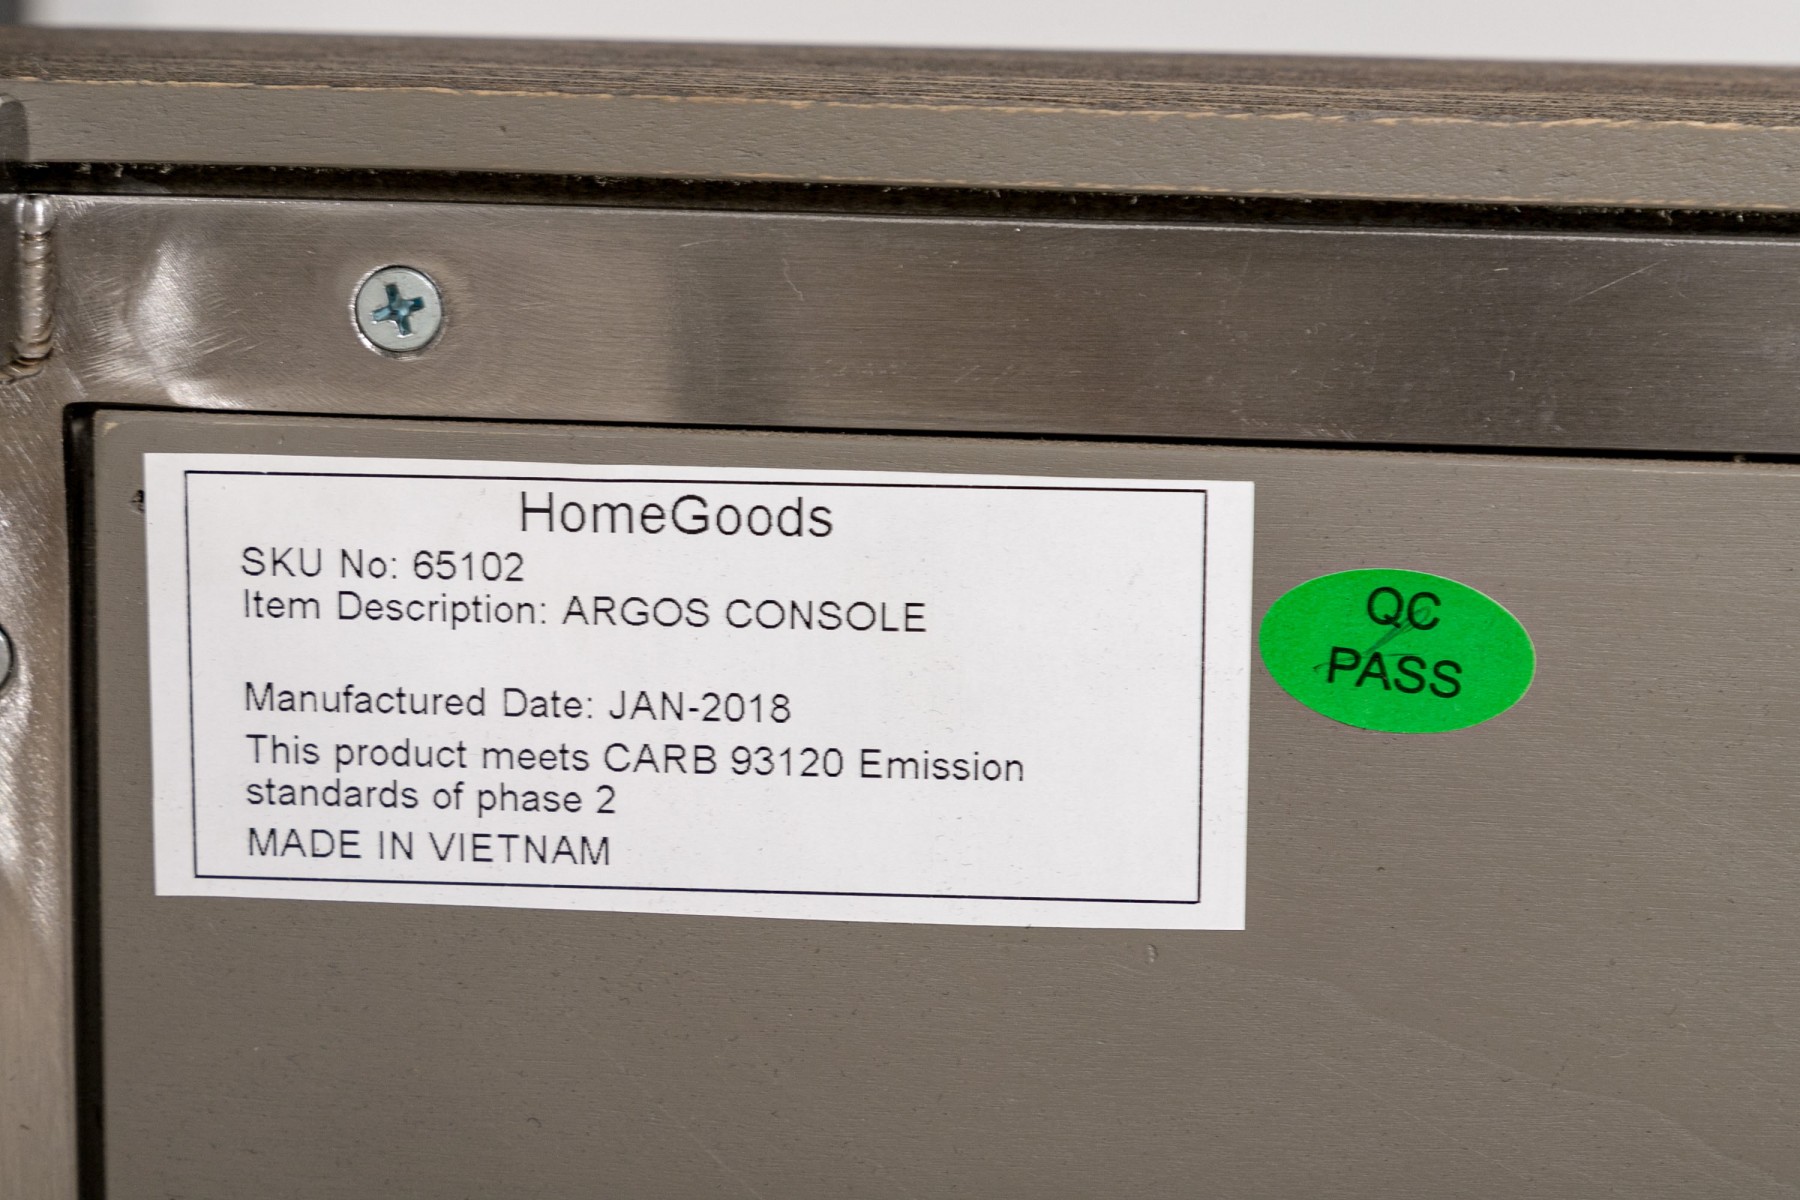 HomeGoods
SKU No: 65102
Item Description: ARGOS CONSOLE
Manufactured Date: JAN-2018
This product meets CARB 93120 Emission
standards of phase 2
MADE IN VIETNAM
QC
PASS